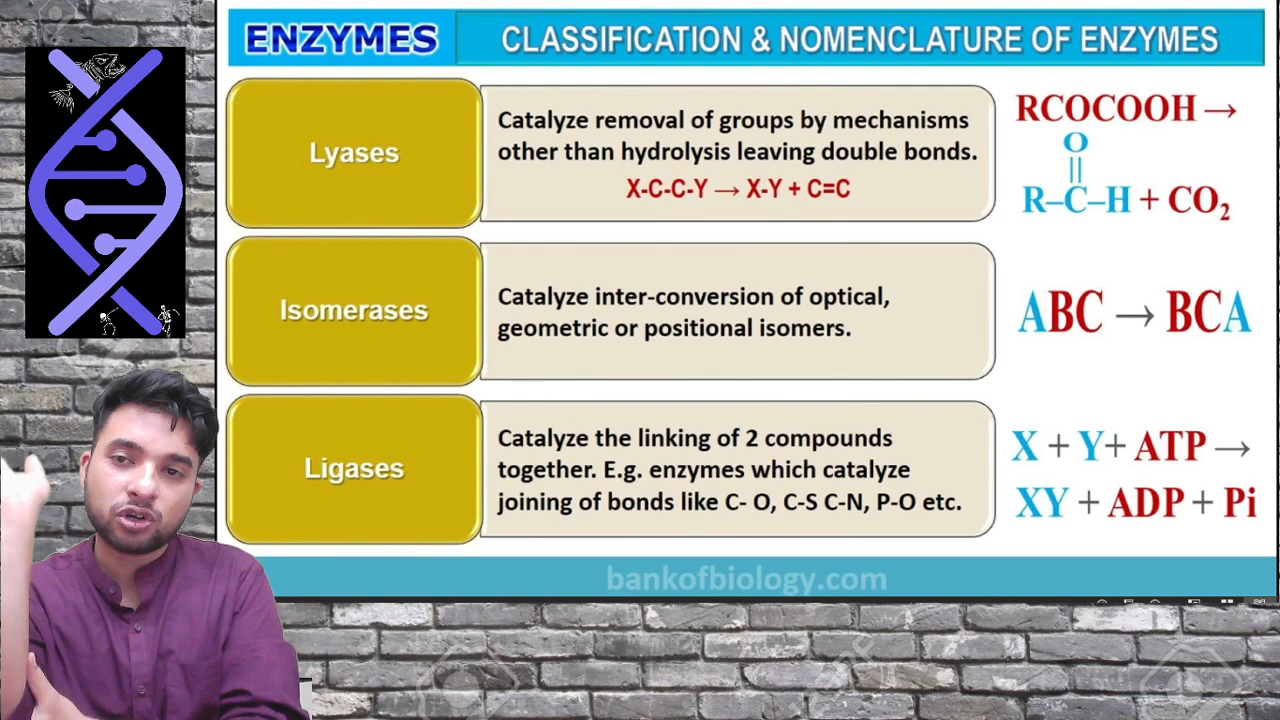 ENZYMES
CLASSIFICATION & NOMENCLATURE OF ENZYMES
Lyases
Catalyze removal of groups by mechanisms
other than hydrolysis leaving double bonds.
X-C-C-Y → X-Y + C=C
RCOCOOH →
O
||
R–C–H + CO₂
Isomerases
Catalyze inter-conversion of optical,
geometric or positional isomers.
ABC → BCA
Ligases
Catalyze the linking of 2 compounds
together. E.g. enzymes which catalyze
joining of bonds like C- O, C-S C-N, P-O etc.
X + Y+ ATP →
XY + ADP + Pi
bankofbiology.com